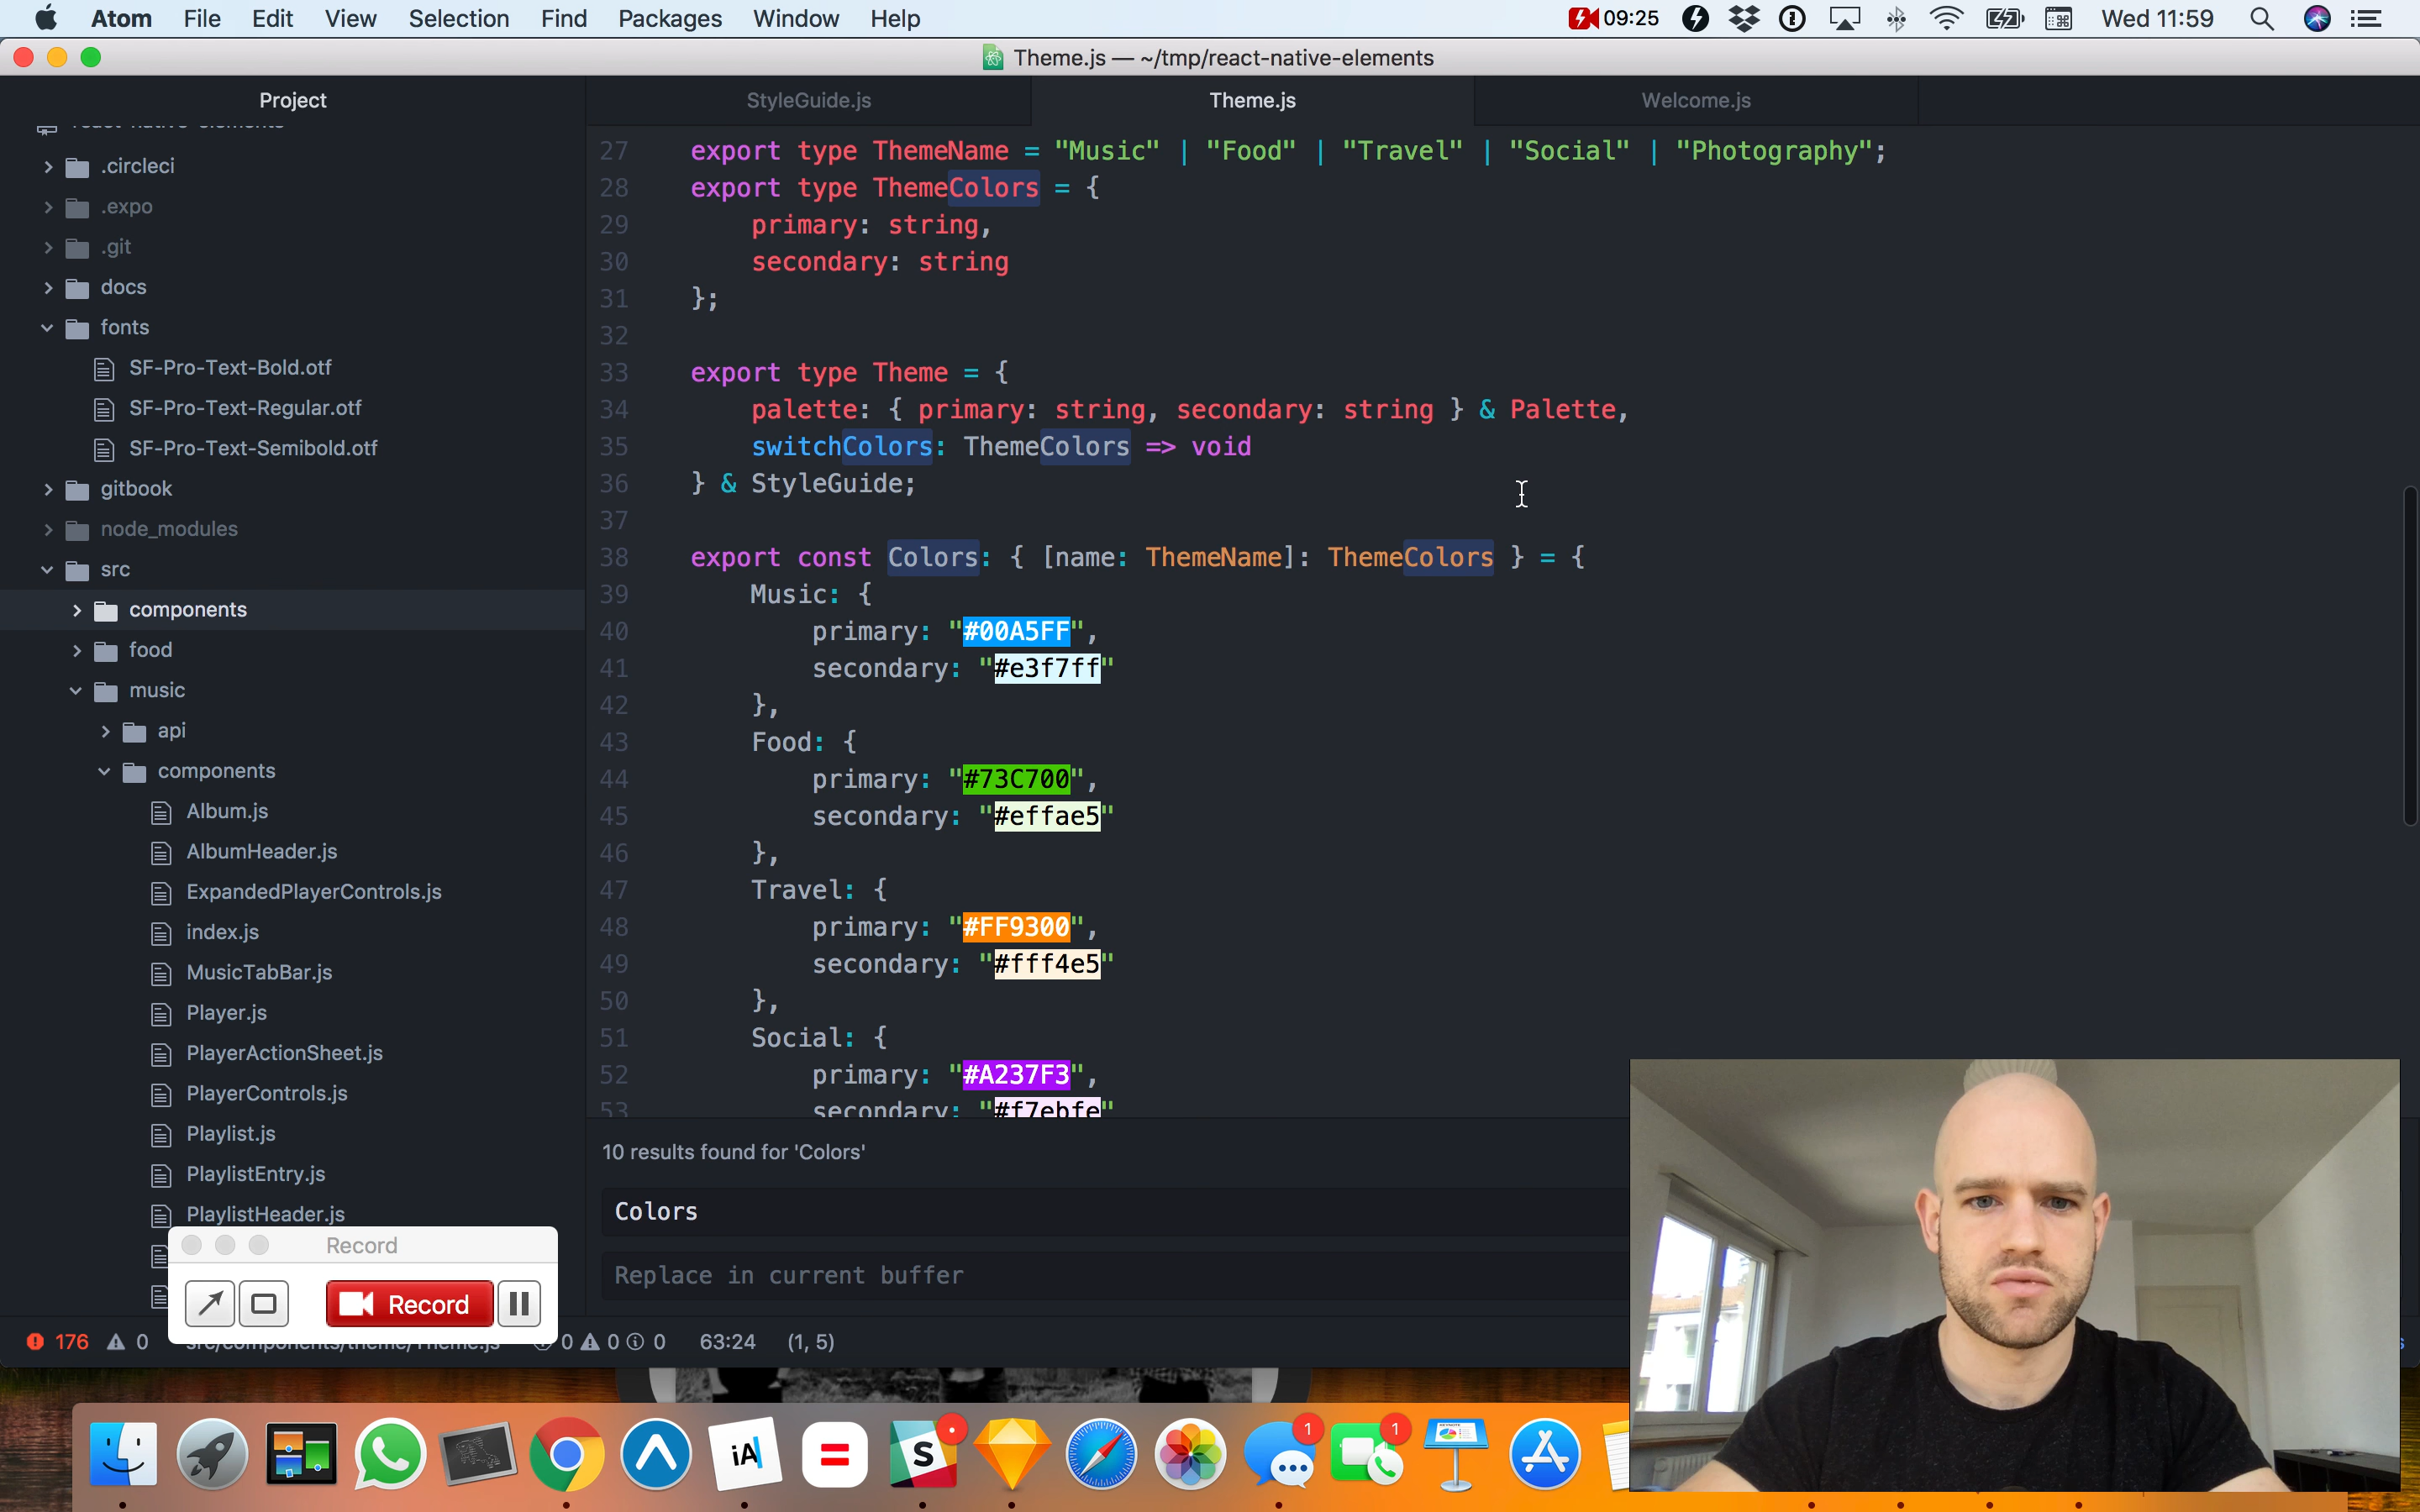 Atom File Edit View Selection Find Packages Window Help 09:25 Wed 11:59
Theme.js — ~/tmp/react-native-elements
Project
StyleGuide.js
Theme.js
Welcome.js
react-native-elements
.circleci
.expo
.git
docs
fonts
SF-Pro-Text-Bold.otf
SF-Pro-Text-Regular.otf
SF-Pro-Text-Semibold.otf
gitbook
node_modules
src
components
food
music
api
components
Album.js
AlbumHeader.js
ExpandedPlayerControls.js
index.js
MusicTabBar.js
Player.js
PlayerActionSheet.js
PlayerControls.js
Playlist.js
PlaylistEntry.js
PlaylistHeader.js
27 export type ThemeName = "Music" | "Food" | "Travel" | "Social" | "Photography";
28 export type ThemeColors = {
29 primary: string,
30 secondary: string
31 };
32
33 export type Theme = {
34 palette: { primary: string, secondary: string } & Palette,
35 switchColors: ThemeColors => void
36 } & StyleGuide;
37
38 export const Colors: { [name: ThemeName]: ThemeColors } = {
39 Music: {
40 primary: "#00A5FF",
41 secondary: "#e3f7ff"
42 },
43 Food: {
44 primary: "#73C700",
45 secondary: "#effae5"
46 },
47 Travel: {
48 primary: "#FF9300",
49 secondary: "#fff4e5"
50 },
51 Social: {
52 primary: "#A237F3",
53 secondary: "#f7ebfe"
10 results found for 'Colors'
Colors
Replace in current buffer
Record
Record
176 0 src/components/theme/Theme.js 0 0 0 63:24 (1, 5)
iA
S
1
1
KEYNOTE